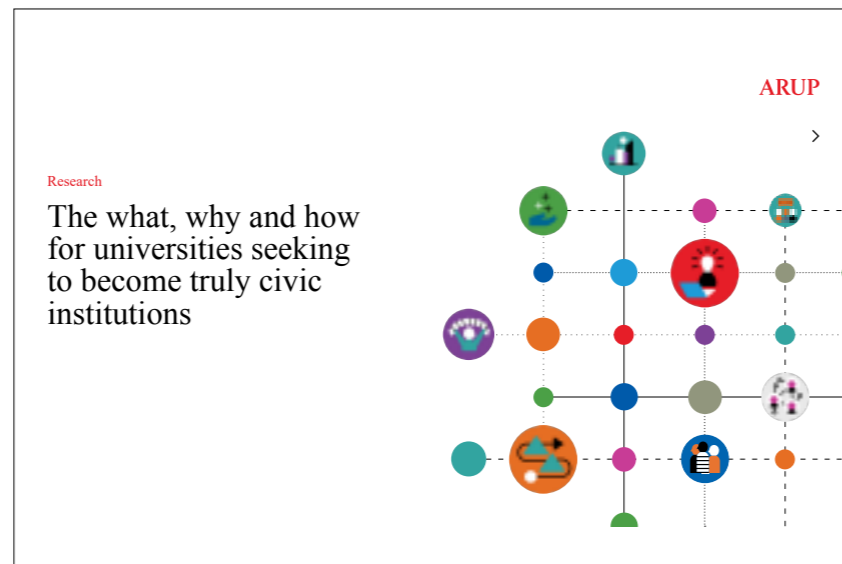 ARUP
Research
The what, why and how
for universities seeking
to become truly civic
institutions